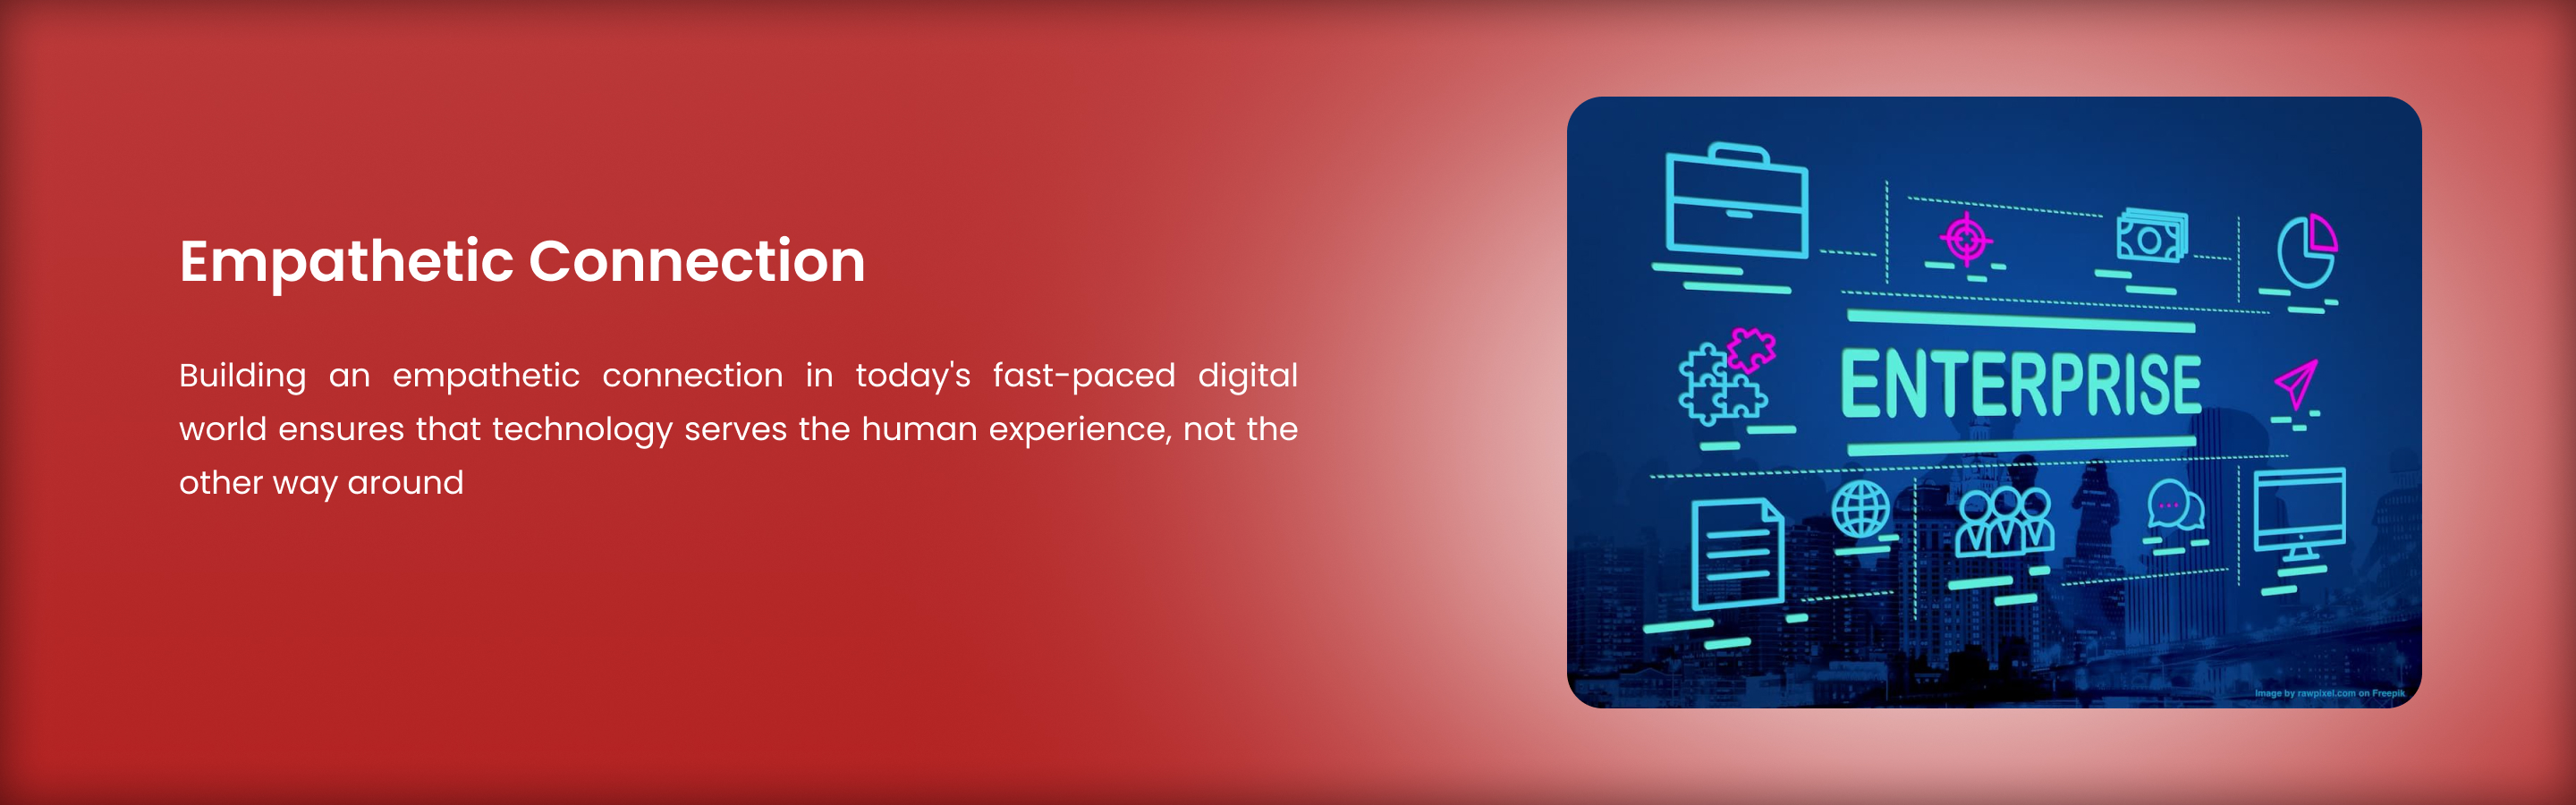 Empathetic Connection
Building an empathetic connection in today's fast-paced digital
world ensures that technology serves the human experience, not the
other way around
ENTERPRISE
Image by rawpixel.com on Freepik